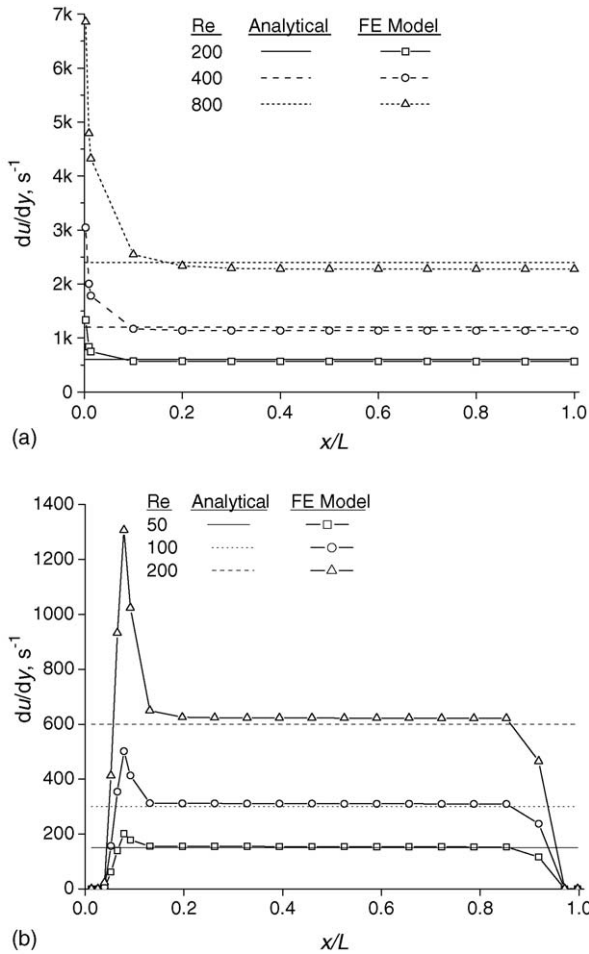 Re Analytical FE Model
200
400
800
7k
6k
5k
4k
3k
2k
1k
0
du/dy, s⁻¹
0.0 0.2 0.4 0.6 0.8 1.0
x/L
(a)
Re Analytical FE Model
50
100
200
1400
1200
1000
800
600
400
200
0
du/dy, s⁻¹
0.0 0.2 0.4 0.6 0.8 1.0
x/L
(b)